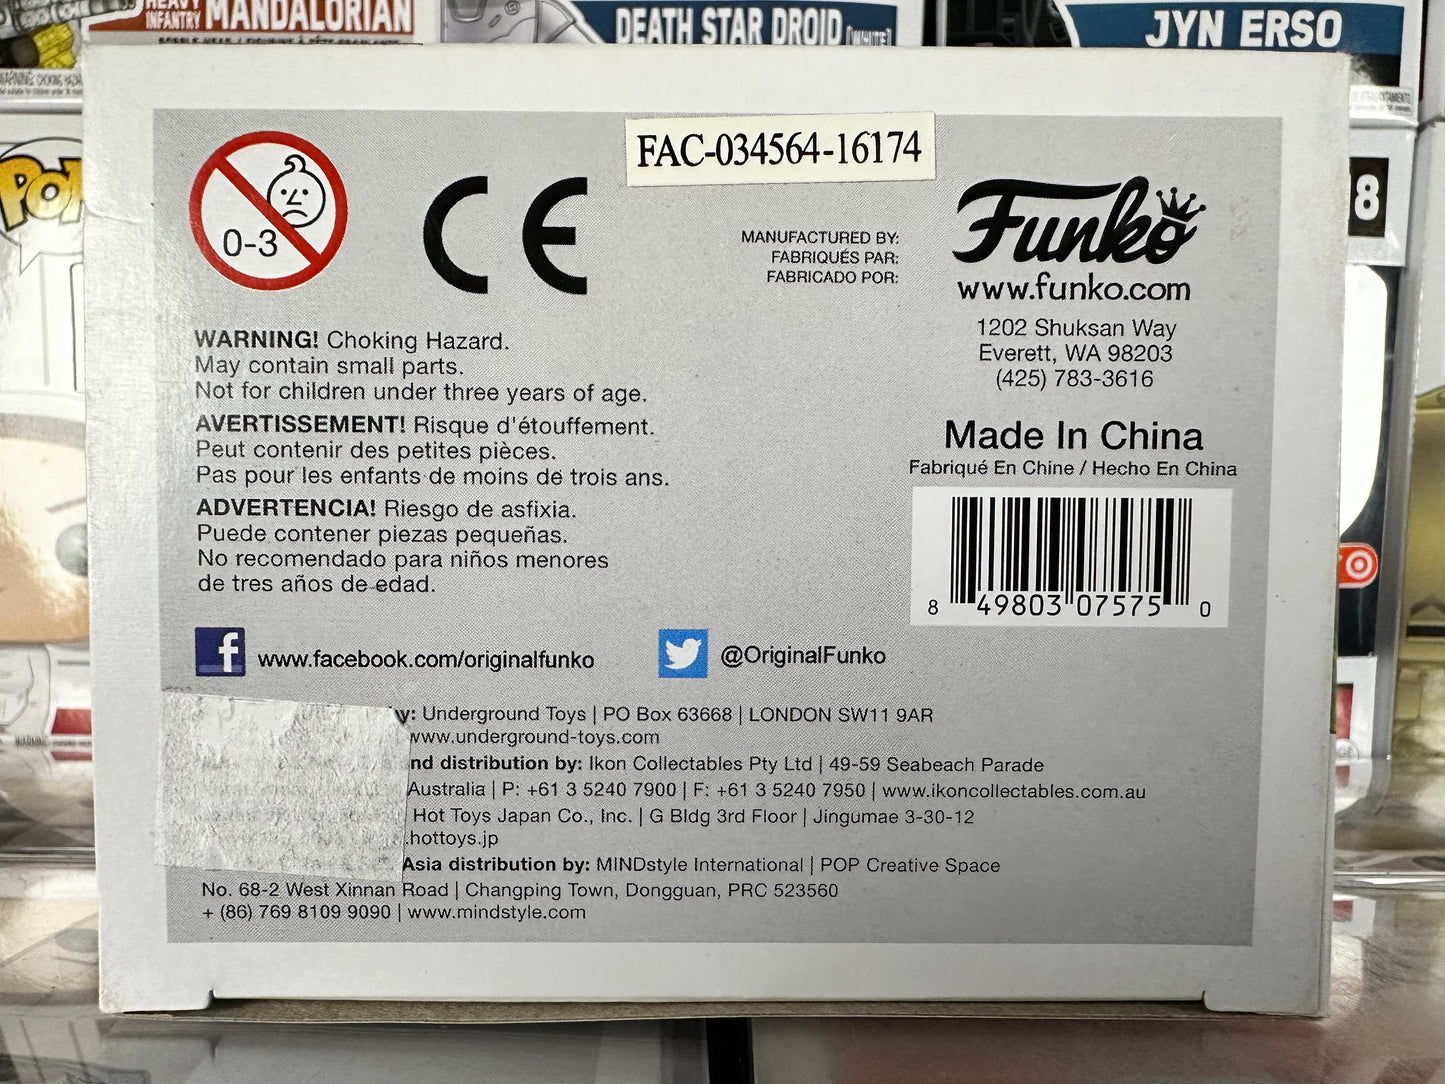 HEAVY
INFANTRY MANDALORIAN
DEATH STAR DROID
JYN ERSO
POP
8
FAC-034564-16174
0-3
CE
MANUFACTURED BY:
FABRIQUÉS PAR:
FABRICADO POR:
Funko
www.funko.com
1202 Shuksan Way
Everett, WA 98203
(425) 783-3616
WARNING! Choking Hazard.
May contain small parts.
Not for children under three years of age.
AVERTISSEMENT! Risque d'étouffement.
Peut contenir des petites pièces.
Pas pour les enfants de moins de trois ans.
ADVERTENCIA! Riesgo de asfixia.
Puede contener piezas pequeñas.
No recomendado para niños menores
de tres años de edad.
Made In China
Fabriqué En Chine / Hecho En China
8 49803 07575 0
f www.facebook.com/originalfunko
@OriginalFunko
y: Underground Toys | PO Box 63668 | LONDON SW11 9AR
www.underground-toys.com
nd distribution by: Ikon Collectables Pty Ltd | 49-59 Seabeach Parade
Australia | P: +61 3 5240 7900 | F: +61 3 5240 7950 | www.ikoncollectables.com.au
Hot Toys Japan Co., Inc. | G Bldg 3rd Floor | Jingumae 3-30-12
.hottoys.jp
Asia distribution by: MINDstyle International | POP Creative Space
No. 68-2 West Xinnan Road | Changping Town, Dongguan, PRC 523560
+ (86) 769 8109 9090 | www.mindstyle.com